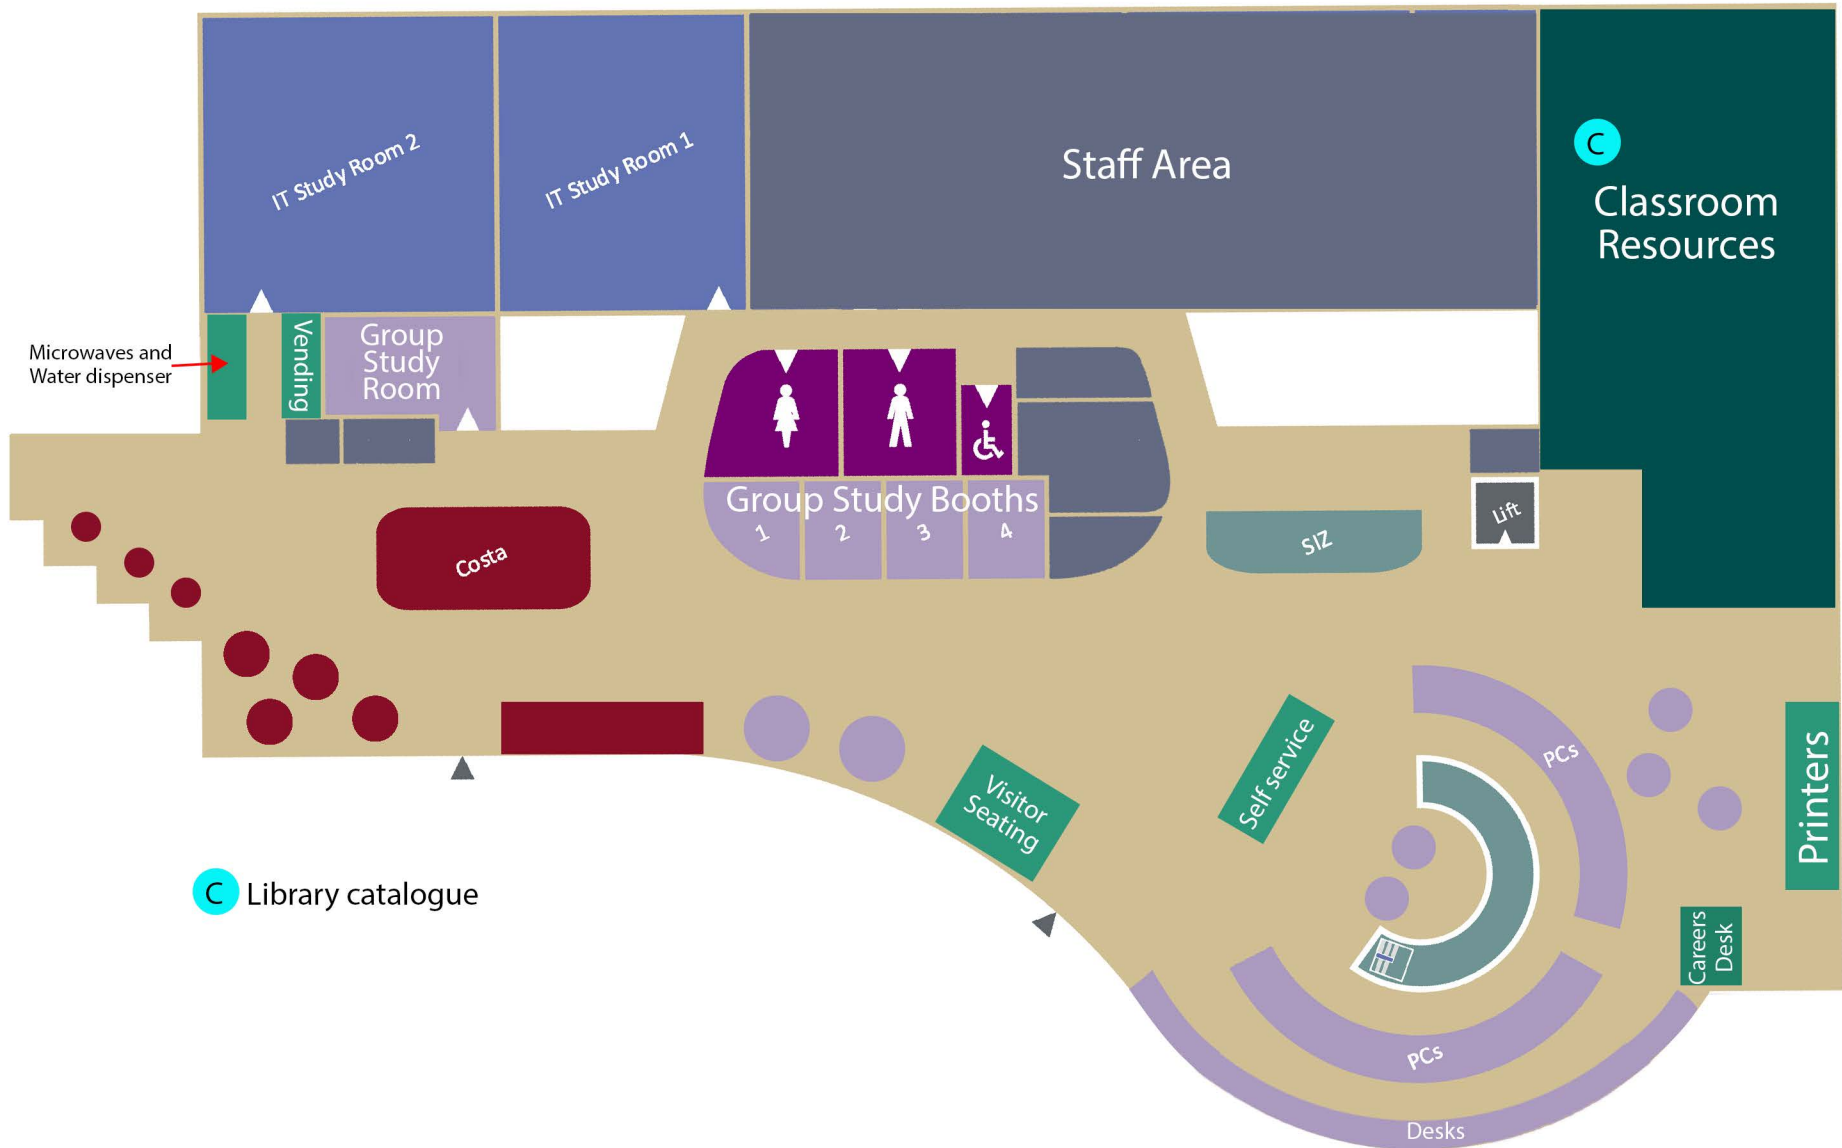 IT Study Room 2
IT Study Room 1
Staff Area
C
Classroom
Resources
Microwaves and
Water dispenser
Vending
Group
Study
Room
Group Study Booths
1
2
3
4
Costa
SIZ
Lift
PCs
Self service
Visitor
Seating
Printers
C Library catalogue
Careers
Desk
PCs
Desks